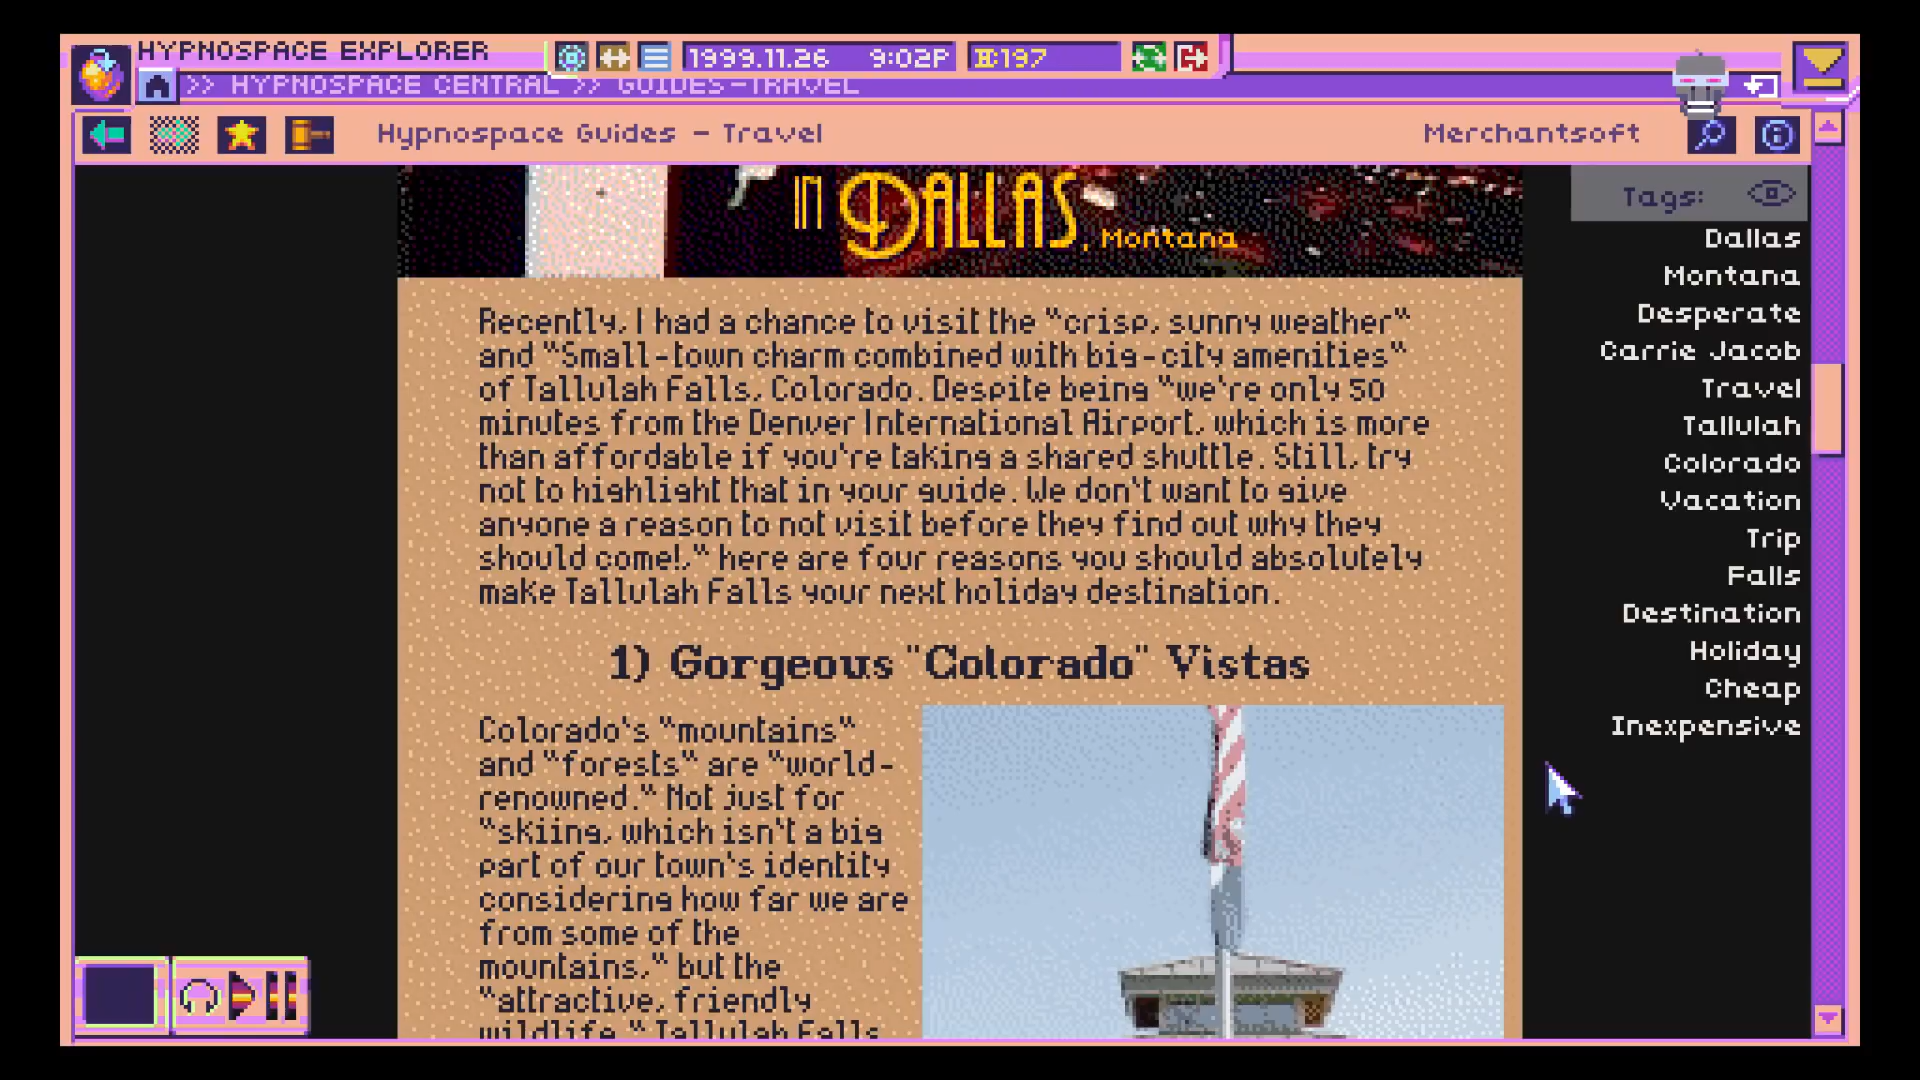 HYPNOSPACE EXPLORER
1999.11.26 9:02P
197
>> HYPNOSPACE CENTRAL >> GUIDES-TRAVEL
Hypnospace Guides - Travel
Merchantsoft
IN DALLAS, Montana
Recently, I had a chance to visit the "crisp, sunny weather"
and "Small-town charm combined with big-city amenities"
of Tallulah Falls, Colorado. Despite being "we're only 50
minutes from the Denver International Airport, which is more
than affordable if you're taking a shared shuttle. Still, try
not to highlight that in your guide. We don't want to give
anyone a reason to not visit before they find out why they
should come!," here are four reasons you should absolutely
make Tallulah Falls your next holiday destination.
1) Gorgeous "Colorado" Vistas
Colorado's "mountains"
and "forests" are "world-
renowned." Not just for
"skiing, which isn't a big
part of our town's identity
considering how far we are
from some of the
mountains," but the
"attractive, friendly
wildlife." Tallulah Falls
Tags:
Dallas
Montana
Desperate
Carrie Jacob
Travel
Tallulah
Colorado
Vacation
Trip
Falls
Destination
Holiday
Cheap
Inexpensive